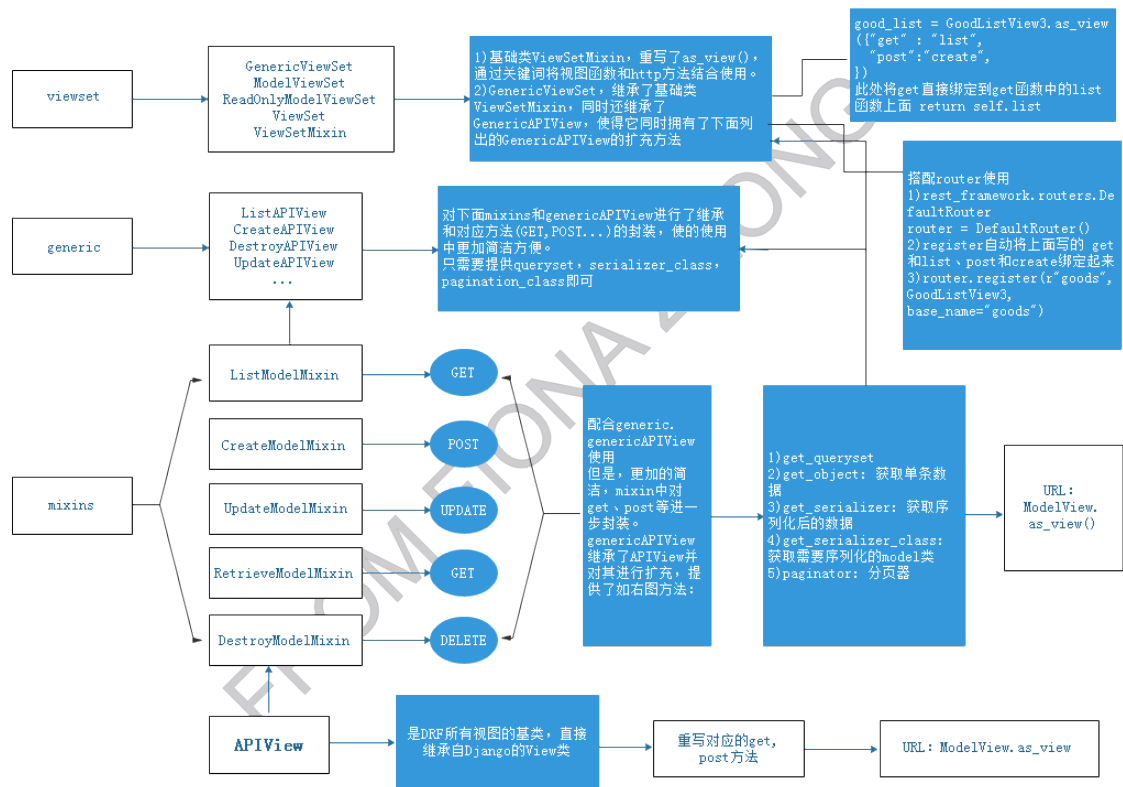 viewset
GenericViewSet
ModelViewSet
ReadOnlyModelViewSet
ViewSet
ViewSetMixin
1)基础类ViewSetMixin, 重写了as_view(),
通过关键词将视图函数和http方法结合使用。
2)GenericViewSet, 继承了基础类
ViewSetMixin, 同时还继承了
GenericAPIView, 使得它同时拥有了下面列
出的GenericAPIView的扩充方法
good_list = GoodListView3.as_view
({"get" : "list",
"post":"create",
})
此处将get直接绑定到get函数中的list
函数上面 return self.list
搭配router使用
1)rest_framework.routers.De
faultRouter
router = DefaultRouter()
2)register自动将上面写的 get
和list、post和create绑定起来
3)router.register(r"goods",
GoodListView3,
base_name="goods")
generic
ListAPIView
CreateAPIView
DestroyAPIView
UpdateAPIView
...
对下面mixins和genericAPIView进行了继承
和对应方法(GET,POST...)的封装, 使的使用
中更加简洁方便。
只需要提供queryset, serializer_class,
pagination_class即可
mixins
ListModelMixin
GET
CreateModelMixin
POST
UpdateModelMixin
UPDATE
RetrieveModelMixin
GET
DestroyModelMixin
DELETE
配合generic.
genericAPIView
使用
但是, 更加的简
洁, mixin中对
get、post等进一
步封装。
genericAPIView
继承了APIView并
对其进行扩充, 提
供了如右图方法:
1)get_queryset
2)get_object: 获取单条数
据
3)get_serializer: 获取序
列化后的数据
4)get_serializer_class:
获取需要序列化的model类
5)paginator: 分页器
URL:
ModelView.
as_view()
APIView
是DRF所有视图的基类, 直接
继承自Django的View类
重写对应的get,
post方法
URL: ModelView.as_view